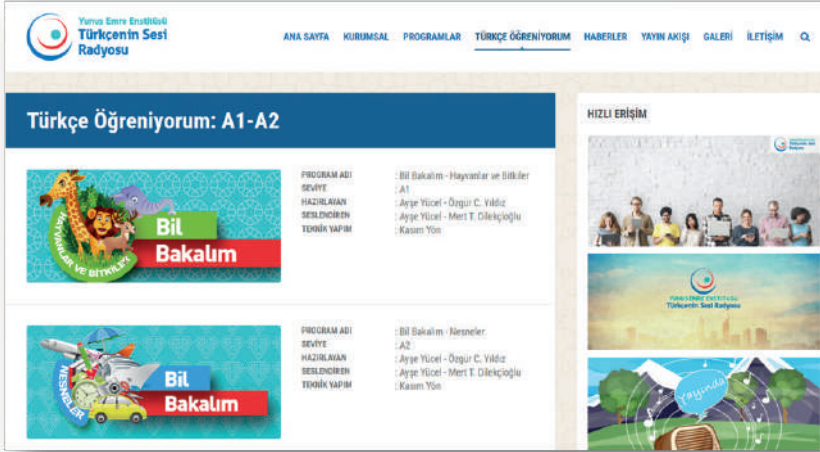 Yunus Emre Enstitüsü
Türkçenin Sesi
Radyosu
ANA SAYFA KURUMSAL PROGRAMLAR TÜRKÇE ÖĞRENİYORUM HABERLER YAYIN AKIŞI GALERİ İLETİŞİM
Türkçe Öğreniyorum: A1-A2
HAYVANLAR VE BİTKİLER
Bil
Bakalım
PROGRAM ADI : Bil Bakalım - Hayvanlar ve Bitkiler
SEVİYE : A1
HAZIRLAYAN : Ayşe Yücel - Özgür C. Yıldız
SESLENDİREN : Ayşe Yücel - Mert T. Dilekçioğlu
TEKNİK YAPIM : Kasım Yön
NESNELER
Bil
Bakalım
PROGRAM ADI : Bil Bakalım - Nesneler
SEVİYE : A2
HAZIRLAYAN : Ayşe Yücel - Özgür C. Yıldız
SESLENDİREN : Ayşe Yücel - Mert T. Dilekçioğlu
TEKNİK YAPIM : Kasım Yön
HIZLI ERİŞİM
YUNUS EMRE ENSTİTÜSÜ
Türkçenin Sesi Radyosu
Yayında